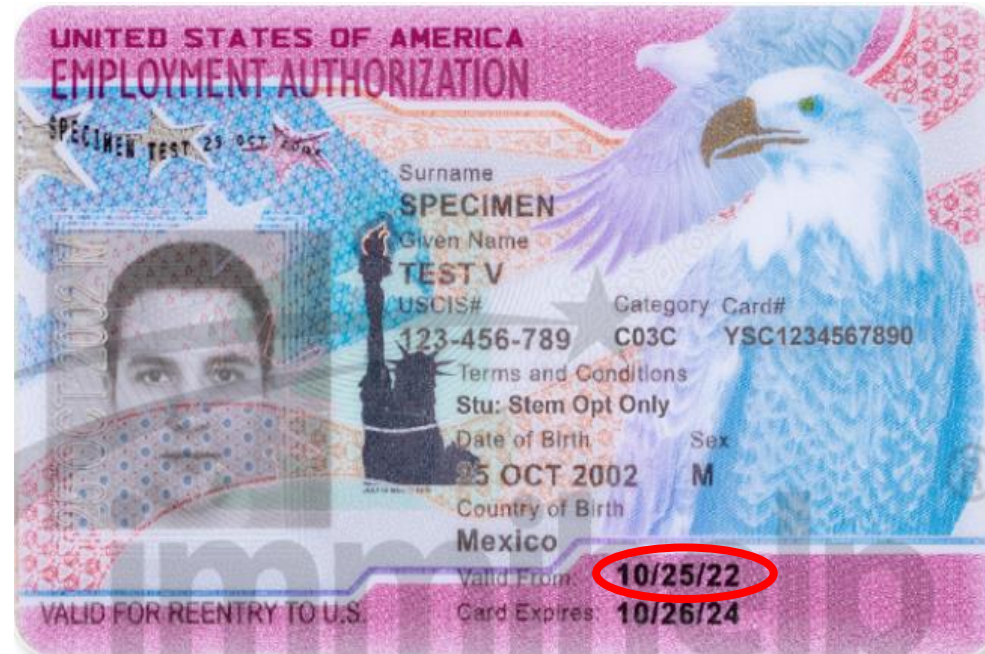 UNITED STATES OF AMERICA
EMPLOYMENT AUTHORIZATION
SPECIMEN TEST 25 OCT 2002
Surname
SPECIMEN
Given Name
TEST V
USCIS# Category Card#
123-456-789 C03C YSC1234567890
Terms and Conditions
Stu: Stem Opt Only
Date of Birth Sex
25 OCT 2002 M
Country of Birth
Mexico
Valid From: 10/25/22
VALID FOR REENTRY TO U.S. Card Expires: 10/26/24
immihelp